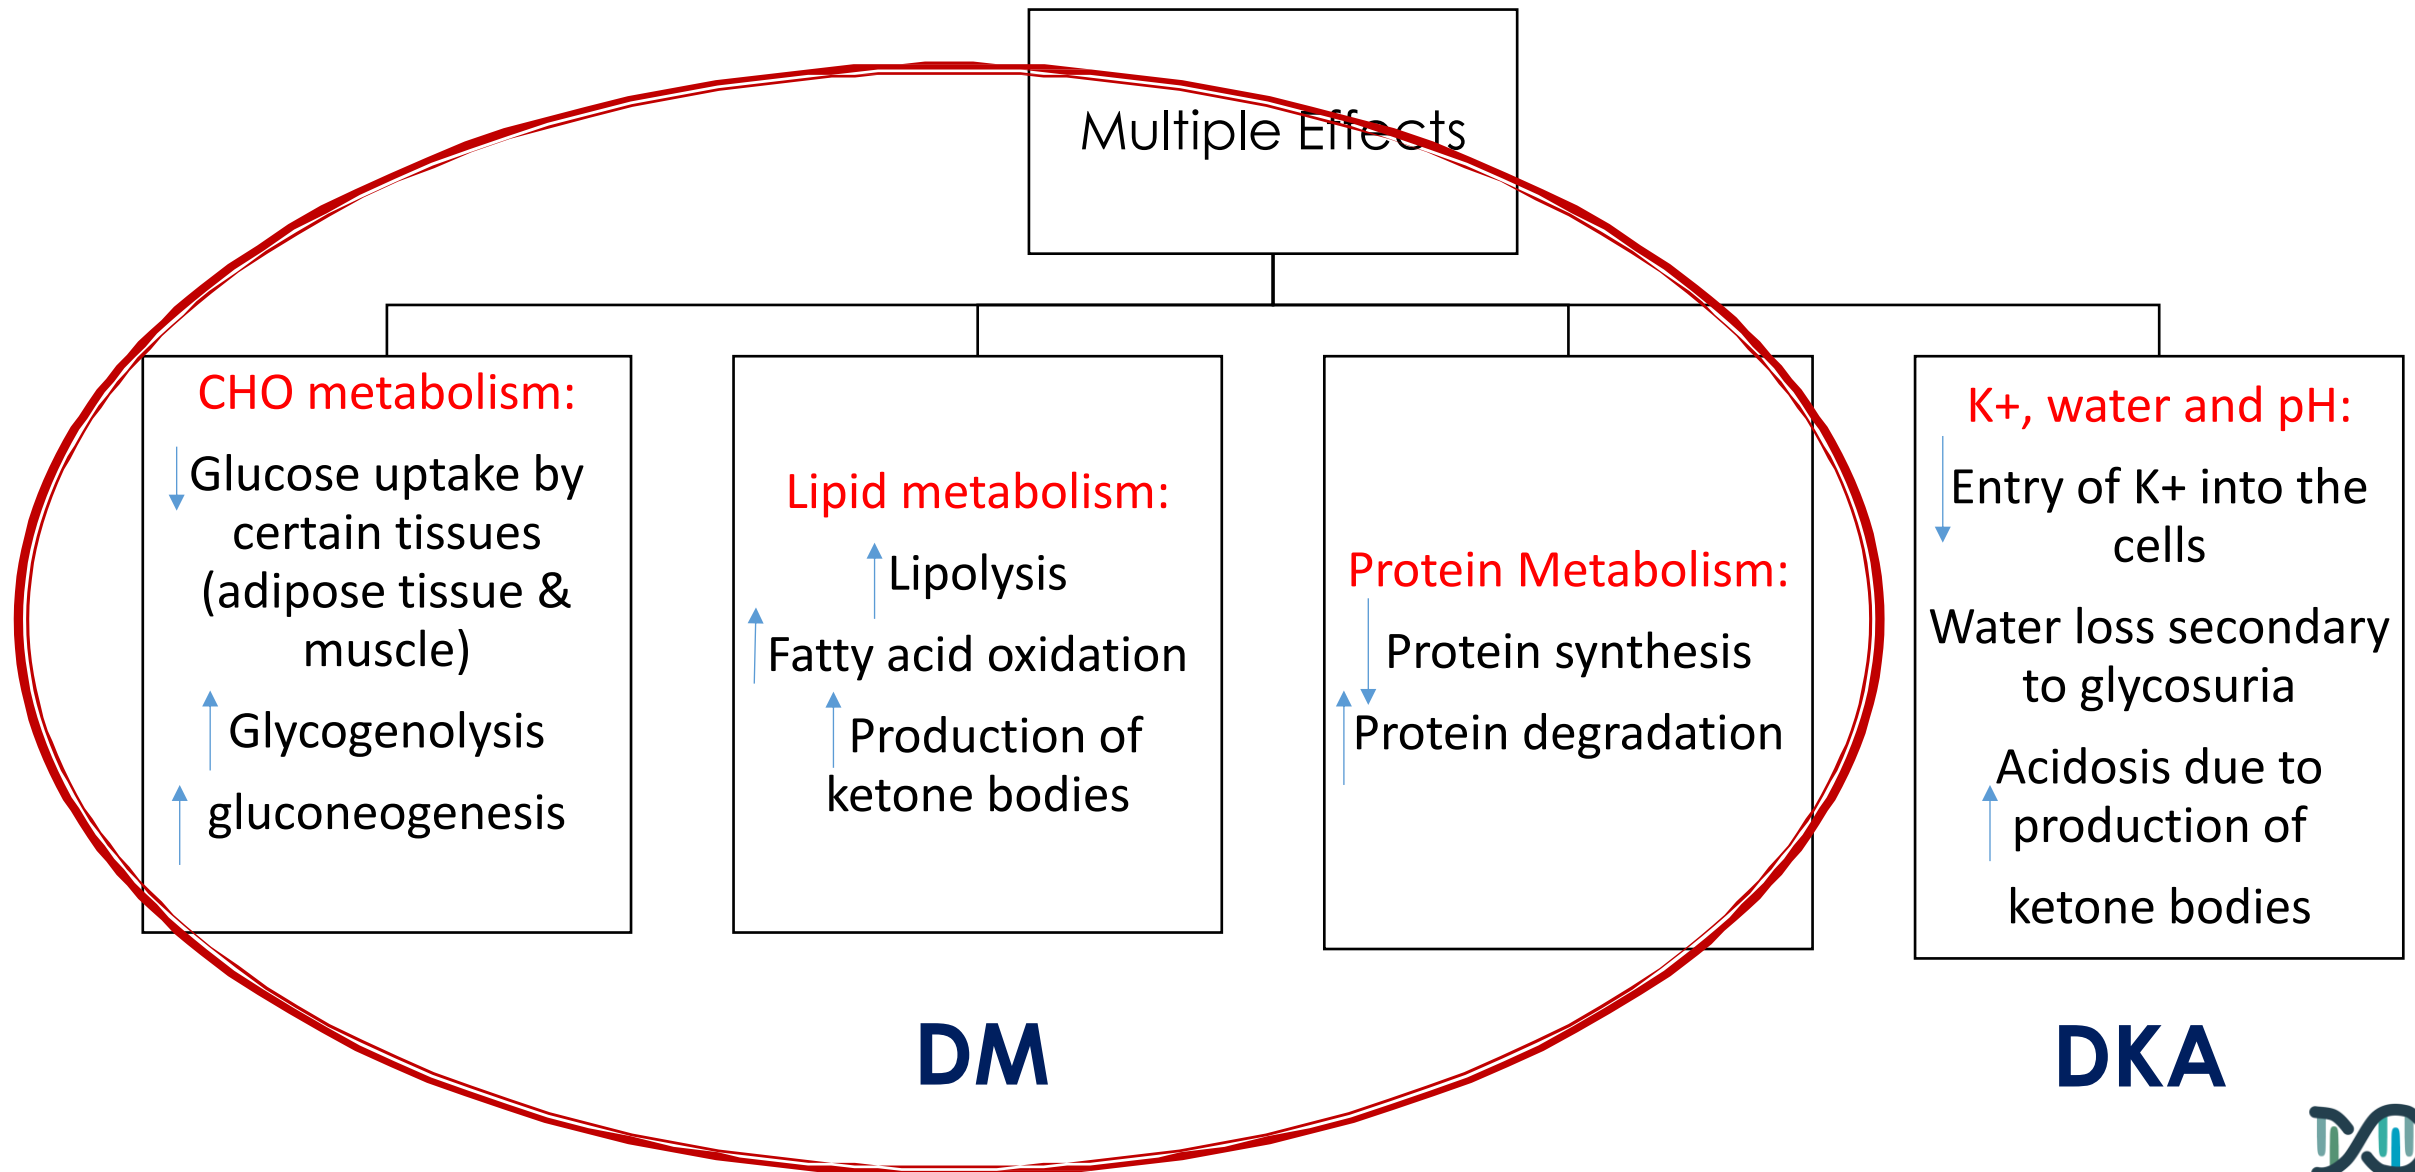 Multiple Effects
CHO metabolism:
Glucose uptake by
certain tissues
(adipose tissue &
muscle)
Glycogenolysis
gluconeogenesis
Lipid metabolism:
Lipolysis
Fatty acid oxidation
Production of
ketone bodies
Protein Metabolism:
Protein synthesis
Protein degradation
K+, water and pH:
Entry of K+ into the
cells
Water loss secondary
to glycosuria
Acidosis due to
production of
ketone bodies
DM
DKA